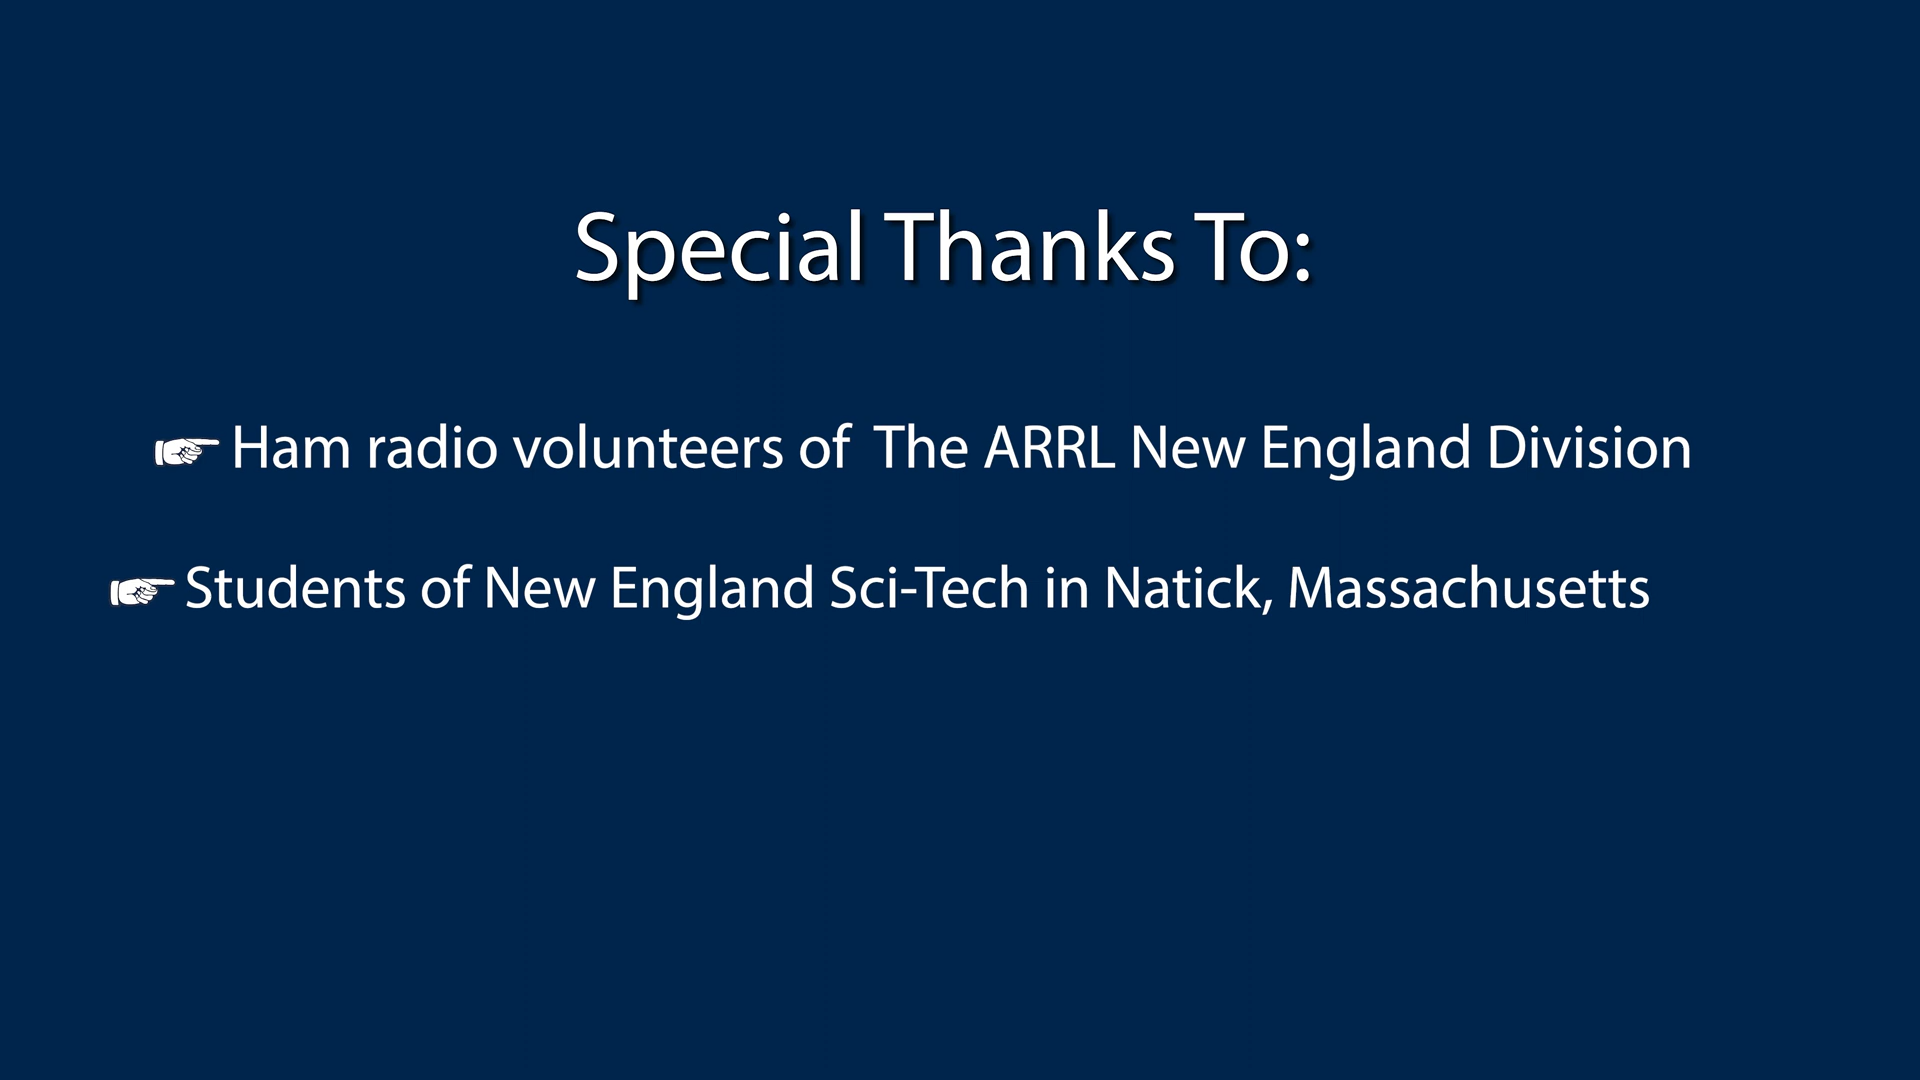 Special Thanks To:
☞ Ham radio volunteers of  The ARRL New England Division
☞ Students of New England Sci-Tech in Natick, Massachusetts